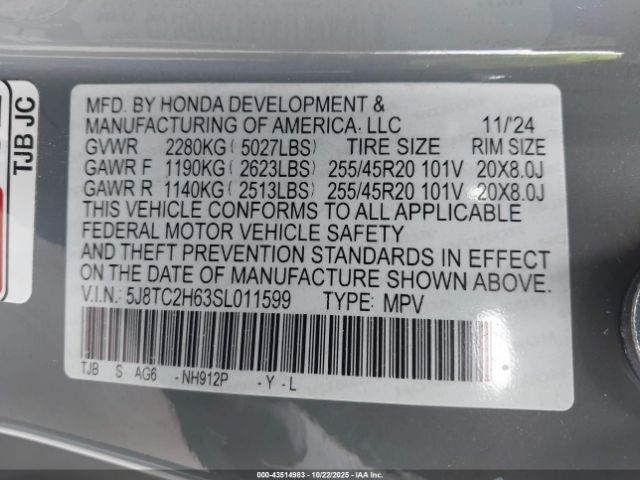 TJB JC
MFD. BY HONDA DEVELOPMENT &
MANUFACTURING OF AMERICA, LLC 11/'24
GVWR 2280KG ( 5027LBS) TIRE SIZE RIM SIZE
GAWR F 1190KG ( 2623LBS) 255/45R20 101V 20X8.0J
GAWR R 1140KG ( 2513LBS) 255/45R20 101V 20X8.0J
THIS VEHICLE CONFORMS TO ALL APPLICABLE
FEDERAL MOTOR VEHICLE SAFETY
AND THEFT PREVENTION STANDARDS IN EFFECT
ON THE DATE OF MANUFACTURE SHOWN ABOVE.
V.I.N.: 5J8TC2H63SL011599 TYPE: MPV
TJB S AG6 -NH912P -Y-L
000-43514983 - 10/22/2025 - IAAI.COM